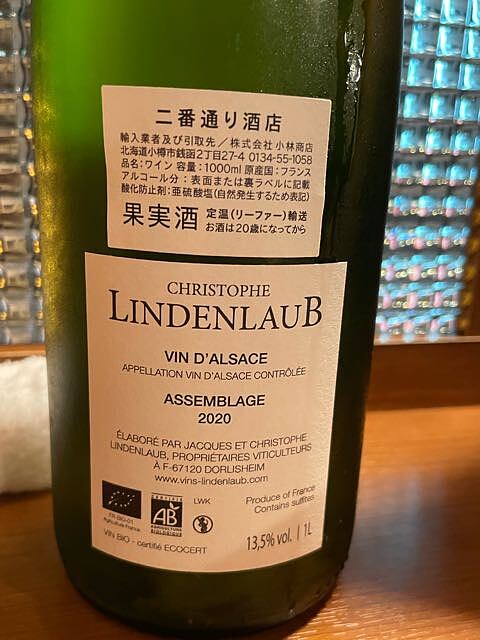 二番通り酒店
輸入業者及び引取先／株式会社 小林商店
北海道小樽市銭函2丁目27-4 0134-55-1058
品名:ワイン 容量:1000ml 原産国:フランス
アルコール分:表面または裏ラベルに記載
酸化防止剤:亜硫酸塩(自然発生するため表記)
果実酒 定温(リーファー)輸送
お酒は20歳になってから
CHRISTOPHE
LINDENLAUB
VIN D'ALSACE
APPELLATION VIN D'ALSACE CONTRÔLÉE
ASSEMBLAGE
2020
ÉLABORÉ PAR JACQUES ET CHRISTOPHE
LINDENLAUB, PROPRIÉTAIRES VITICULTEURS
À F-67120 DORLISHEIM
www.vins-lindenlaub.com
FR-BIO-01
Agriculture France
CERTIFIÉ
AB
AGRICULTURE
BIOLOGIQUE
LWK
Produce of France
Contains sulfites
VIN BIO - certifié ECOCERT
13,5% vol. | 1L